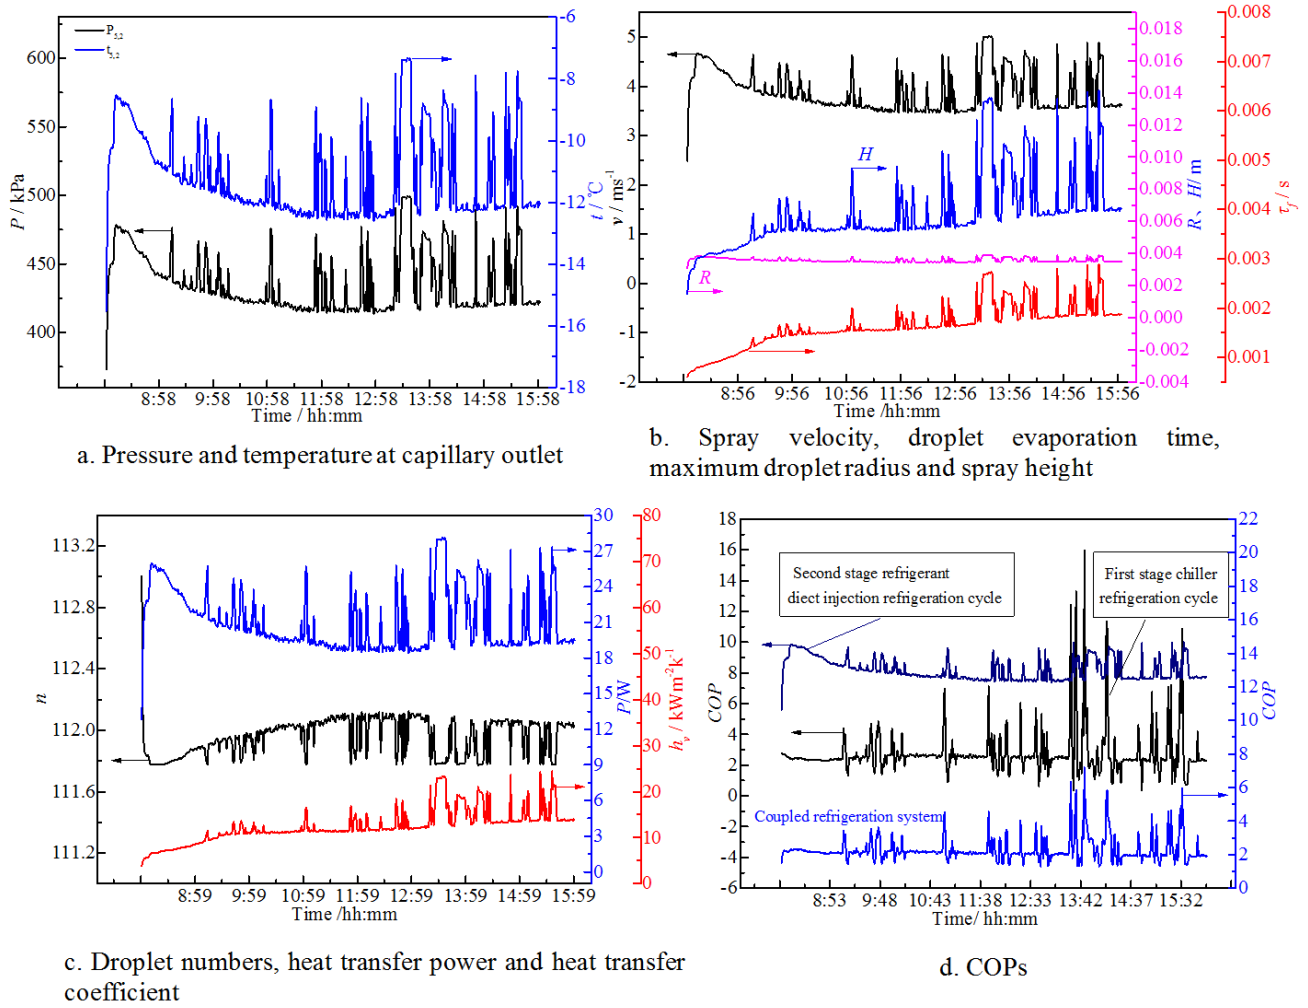 P5,2
t5,2
600
550
500
450
400
P / kPa
-6
-8
-10
-12
-14
-16
-18
t / °C
8:58 9:58 10:58 11:58 12:58 13:58 14:58 15:58
Time / hh:mm
a. Pressure and temperature at capillary outlet
5
4
3
2
1
0
-1
-2
v / ms-1
H
R
0.018
0.016
0.014
0.012
0.010
0.008
0.006
0.004
0.002
0.000
-0.002
-0.004
R、H/ m
0.008
0.007
0.006
0.005
0.004
0.003
0.002
0.001
τf / s
8:56 9:56 10:56 11:56 12:56 13:56 14:56 15:56
Time /hh:mm
b. Spray velocity, droplet evaporation time,
maximum droplet radius and spray height
113.2
112.8
112.4
112.0
111.6
111.2
n
30
27
24
21
18
15
12
9
6
3
0
P/W
80
70
60
50
40
30
20
10
0
hv / kWm-2k-1
8:59 9:59 10:59 11:59 12:59 13:59 14:59 15:59
Time /hh:mm
c. Droplet numbers, heat transfer power and heat transfer
coefficient
18
16
14
12
10
8
6
4
2
0
-2
-4
-6
COP
Second stage refrigerant
diect injection refrigeration cycle
First stage chiller
refrigeration cycle
Coupled refrigeration system
22
20
18
16
14
12
10
8
6
4
2
0
COP
8:53 9:48 10:43 11:38 12:33 13:42 14:37 15:32
Time/ hh:mm
d. COPs